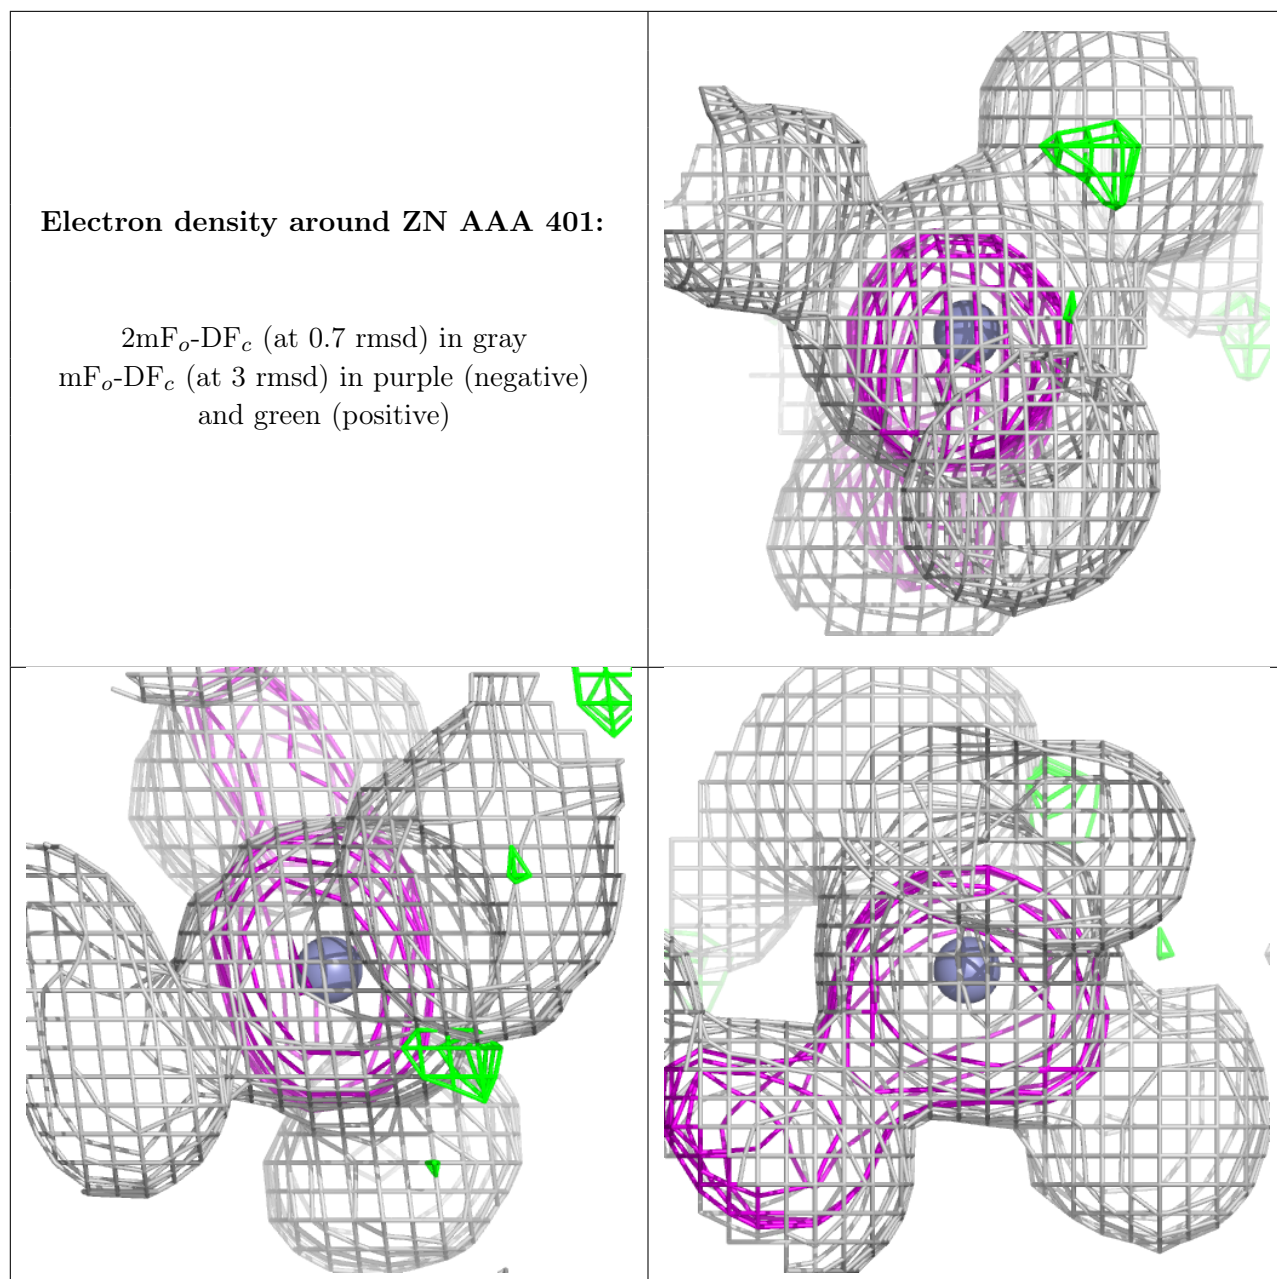 Electron density around ZN AAA 401:
2mFo-DFc (at 0.7 rmsd) in gray
mFo-DFc (at 3 rmsd) in purple (negative)
and green (positive)